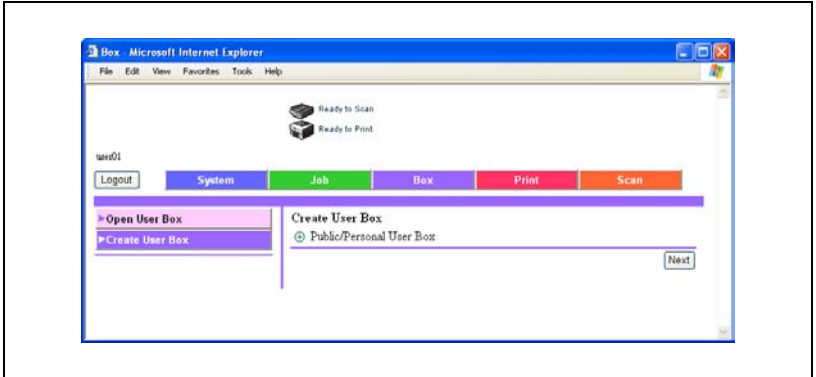 Box - Microsoft Internet Explorer
File Edit View Favorites Tools Help
Ready to Scan
Ready to Print
user01
Logout System Job Box Print Scan
Open User Box
Create User Box
Create User Box
Public/Personal User Box
Next